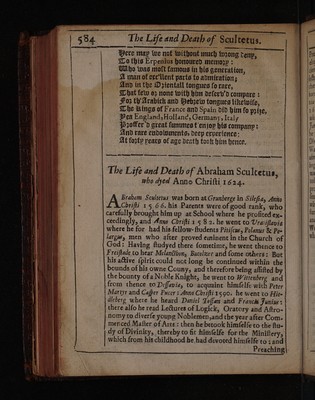 584 The Life and Death of Scultetus.
Here may we not without much wrong deny,
To this Erpenius honoured memory:
Who was most famous in his generation,
A man of excellent parts to admiration;
And in the Orientall tongues so rare,
That few or none with him deserv'd compare:
For th'Arabick and Hebrew tongues likewise,
The kings of France and Spain did him so prize,
Yea England, Holland, Germany, Italy
Proffer'd great summes t'enjoy his company:
And rare endowments, deep experience:
At forty years of age death took him hence.
The Life and Death of Abraham Scultetus,
who dyed Anno Christi 1624.
ABraham Scultetus was born at Grunberg in Silesia, Anno
Christi 1566. his Parents were of good rank, who
carefully brought him up at School where he profited ex-
ceedingly, and Anno Christi 1582. he went to Uratislavia
where he had his fellow-students Pitiscus, Polanus & Pe-
largus, men who after proved eminent in the Church of
God: Having studyed there sometime, he went thence to
Freistade to hear Melancthon, Bucolzer and some others: But
his active spirit could not long be contained within the
bounds of his owne County, and therefore being assisted by
the bounty of a Noble Knight, he went to Wittenberg and
from thence to Dessavia, to acquaint himselfe with Peter
Martyr and Casper Pucer: Anno Christi 1590. he went to Hei-
delberg where he heard Daniel Tossan and Francis Junius:
there also he read Lectures of Logick, Oratory and Astro-
nomy to diverse young Noblemen, and the year after Com-
menced Master of Arts: then he betook himselfe to the stu-
dy of Divinity, thereby to fit himselfe for the Ministery,
which from his childhood he had devoted himselfe to: and
Preaching